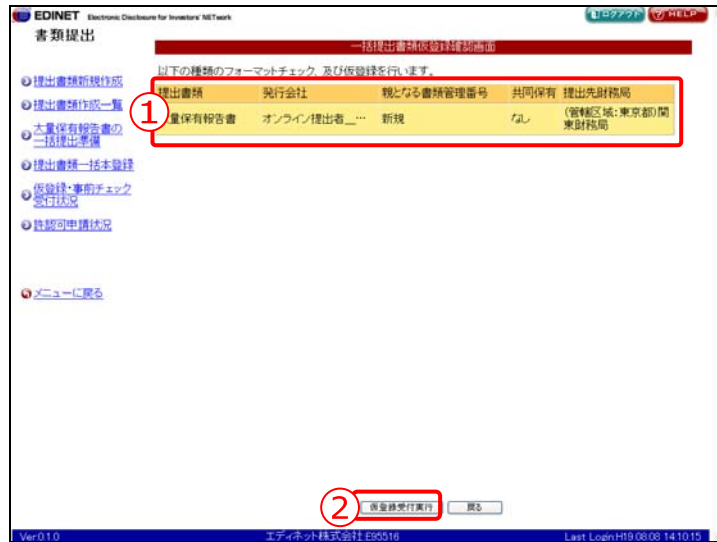 EDINET Electronic Disclosure for Investors' NETwork
ログアウト ? HELP
書類提出
一括提出書類仮登録確認画面
以下の種類のフォーマットチェック、及び仮登録を行います。
提出書類 発行会社 親となる書類管理番号 共同保有 提出先財務局
量保有報告書 オンライン提出者__… 新規 なし (管轄区域:東京都)関
東財務局
①
提出書類新規作成
提出書類作成一覧
大量保有報告書の
一括提出準備
提出書類一括本登録
仮登録・事前チェック
受付状況
許認可申請状況
メニューに戻る
②
仮登録受付実行 戻る
Ver0.1.0 エディネット株式会社 E95516 Last Login:H19.08.08 14:10:15